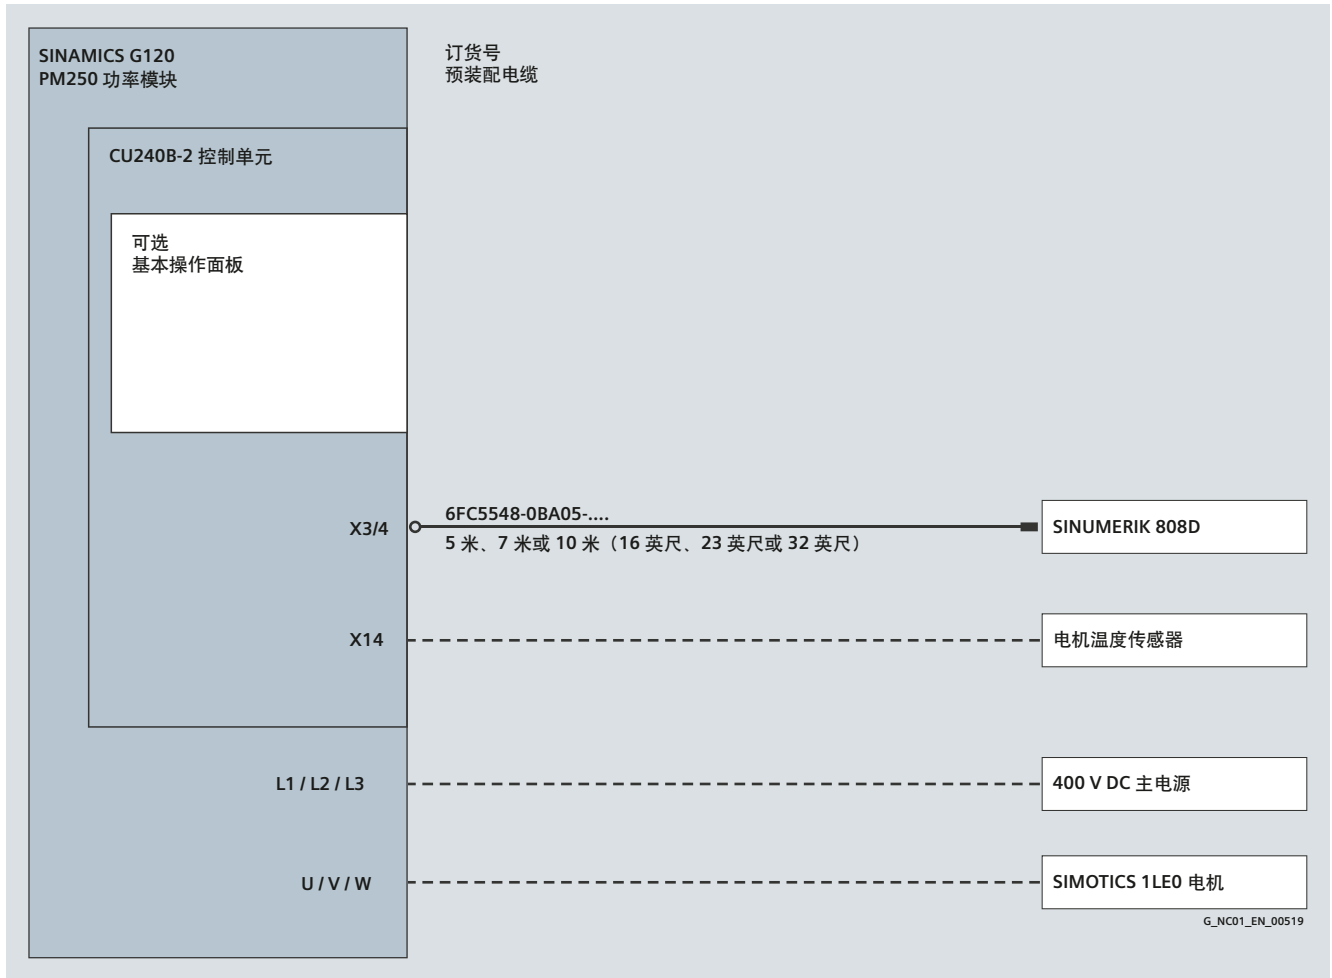 SINAMICS G120
PM250 功率模块
订货号
预装配电缆
CU240B-2 控制单元
可选
基本操作面板
X3/4
6FC5548-0BA05-....
5 米、7 米或 10 米（16 英尺、23 英尺或 32 英尺）
SINUMERIK 808D
X14
电机温度传感器
L1 / L2 / L3
400 V DC 主电源
U / V / W
SIMOTICS 1LE0 电机
G_NC01_EN_00519